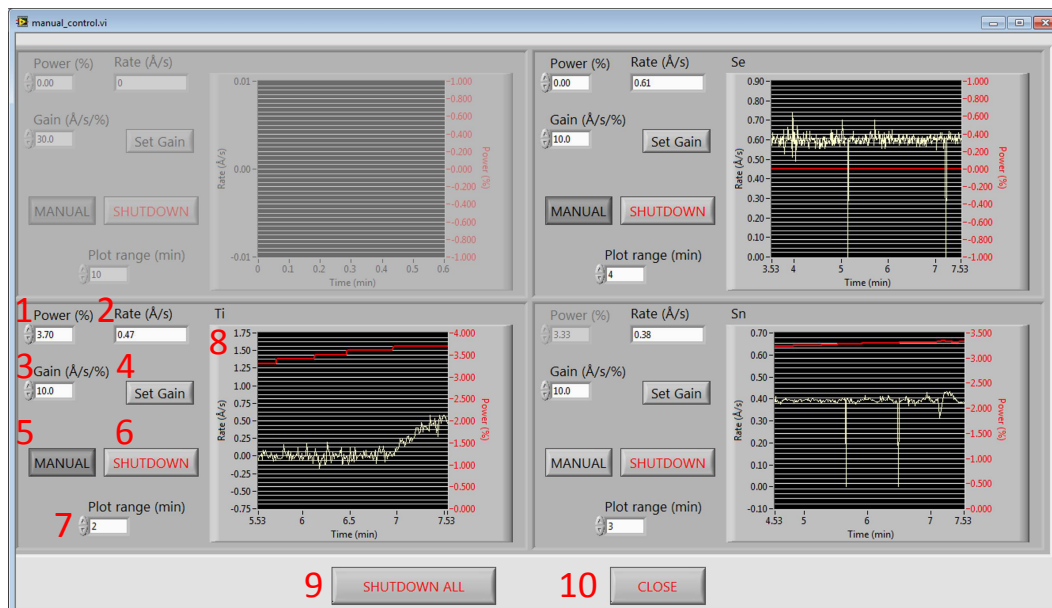 manual_control.vi
Power (%) Rate (Å/s)
0.00 0
Gain (Å/s/%)
30.0 Set Gain
MANUAL SHUTDOWN
Plot range (min)
10
0.01
0.00
-0.01
Rate (Å/s)
1.000
0.800
0.600
0.400
0.200
0.000
-0.200
-0.400
-0.600
-0.800
-1.000
Power (%)
0 0.1 0.2 0.3 0.4 0.5 0.6
Time (min)
Power (%) Rate (Å/s) Se
0.00 0.61
Gain (Å/s/%)
10.0 Set Gain
MANUAL SHUTDOWN
Plot range (min)
4
0.90
0.80
0.70
0.60
0.50
0.40
0.30
0.20
0.10
0.00
Rate (Å/s)
1.000
0.800
0.600
0.400
0.200
0.000
-0.200
-0.400
-0.600
-0.800
-1.000
Power (%)
3.53 4 5 6 7 7.53
Time (min)
1 Power (%) 2 Rate (Å/s) Ti
3.70 0.47
3 Gain (Å/s/%) 4
10.0 Set Gain
5 6
MANUAL SHUTDOWN
Plot range (min)
7 2
8
1.75
1.50
1.25
1.00
0.75
0.50
0.25
0.00
-0.25
-0.50
-0.75
Rate (Å/s)
4.000
3.500
3.000
2.500
2.000
1.500
1.000
0.500
0.000
Power (%)
5.53 6 6.5 7 7.53
Time (min)
Power (%) Rate (Å/s) Sn
3.33 0.38
Gain (Å/s/%)
10.0 Set Gain
MANUAL SHUTDOWN
Plot range (min)
3
0.70
0.60
0.50
0.40
0.30
0.20
0.10
0.00
-0.10
Rate (Å/s)
3.500
3.000
2.500
2.000
1.500
1.000
0.500
0.000
Power (%)
4.53 5 6 7 7.53
Time (min)
9 SHUTDOWN ALL 10 CLOSE